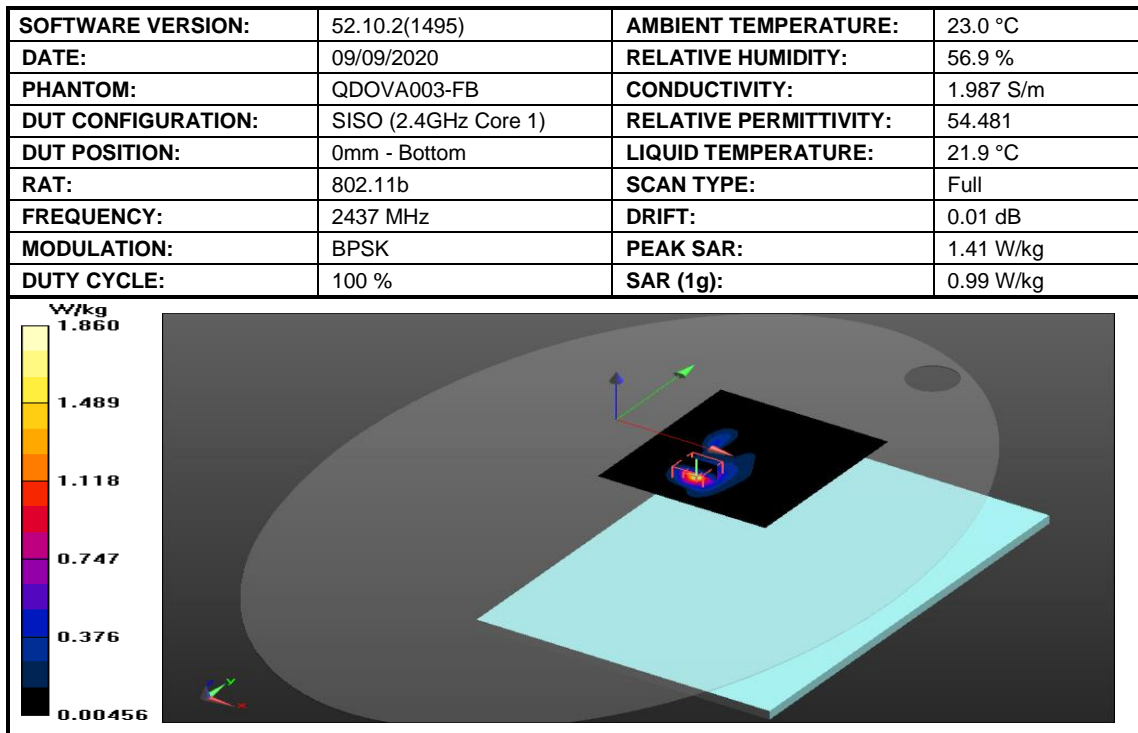 SOFTWARE VERSION: 52.10.2(1495) AMBIENT TEMPERATURE: 23.0 °C
DATE: 09/09/2020 RELATIVE HUMIDITY: 56.9 %
PHANTOM: QDOVA003-FB CONDUCTIVITY: 1.987 S/m
DUT CONFIGURATION: SISO (2.4GHz Core 1) RELATIVE PERMITTIVITY: 54.481
DUT POSITION: 0mm - Bottom LIQUID TEMPERATURE: 21.9 °C
RAT: 802.11b SCAN TYPE: Full
FREQUENCY: 2437 MHz DRIFT: 0.01 dB
MODULATION: BPSK PEAK SAR: 1.41 W/kg
DUTY CYCLE: 100 % SAR (1g): 0.99 W/kg
W/kg
1.860
1.489
1.118
0.747
0.376
0.00456
z
y
x